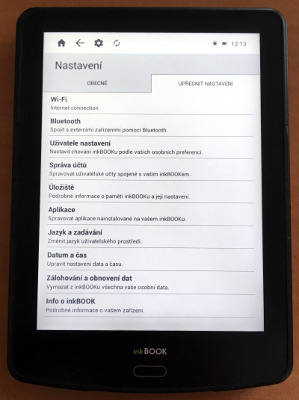 12:13
Nastavení
OBECNÉ
UPŘESNIT NASTAVENÍ
Wi-Fi
Internet connection
Bluetooth
Spojit s externími zařízeními pomocí Bluetooth.
Uživatele nastavení
Nastavit chování inkBOOKu podle vašich osobních preferencí.
Správa účtů
Spravovat uživatelské účty spojené s vaším inkBOOKem.
Úložiště
Podrobné informace o paměti inkBOOKu a její nastavení.
Aplikace
Spravovat aplikace nainstalované na vašem inkBOOKu.
Jazyk a zadávání
Změnit jazyk uživatelského prostředí.
Datum a čas
Upravit nastavení data a času.
Zálohování a obnovení dat
Vymazat z inkBOOKu všechna vaše osobní data.
Info o inkBOOK
Podrobné informace o vašem zařízení.
inkBOOK